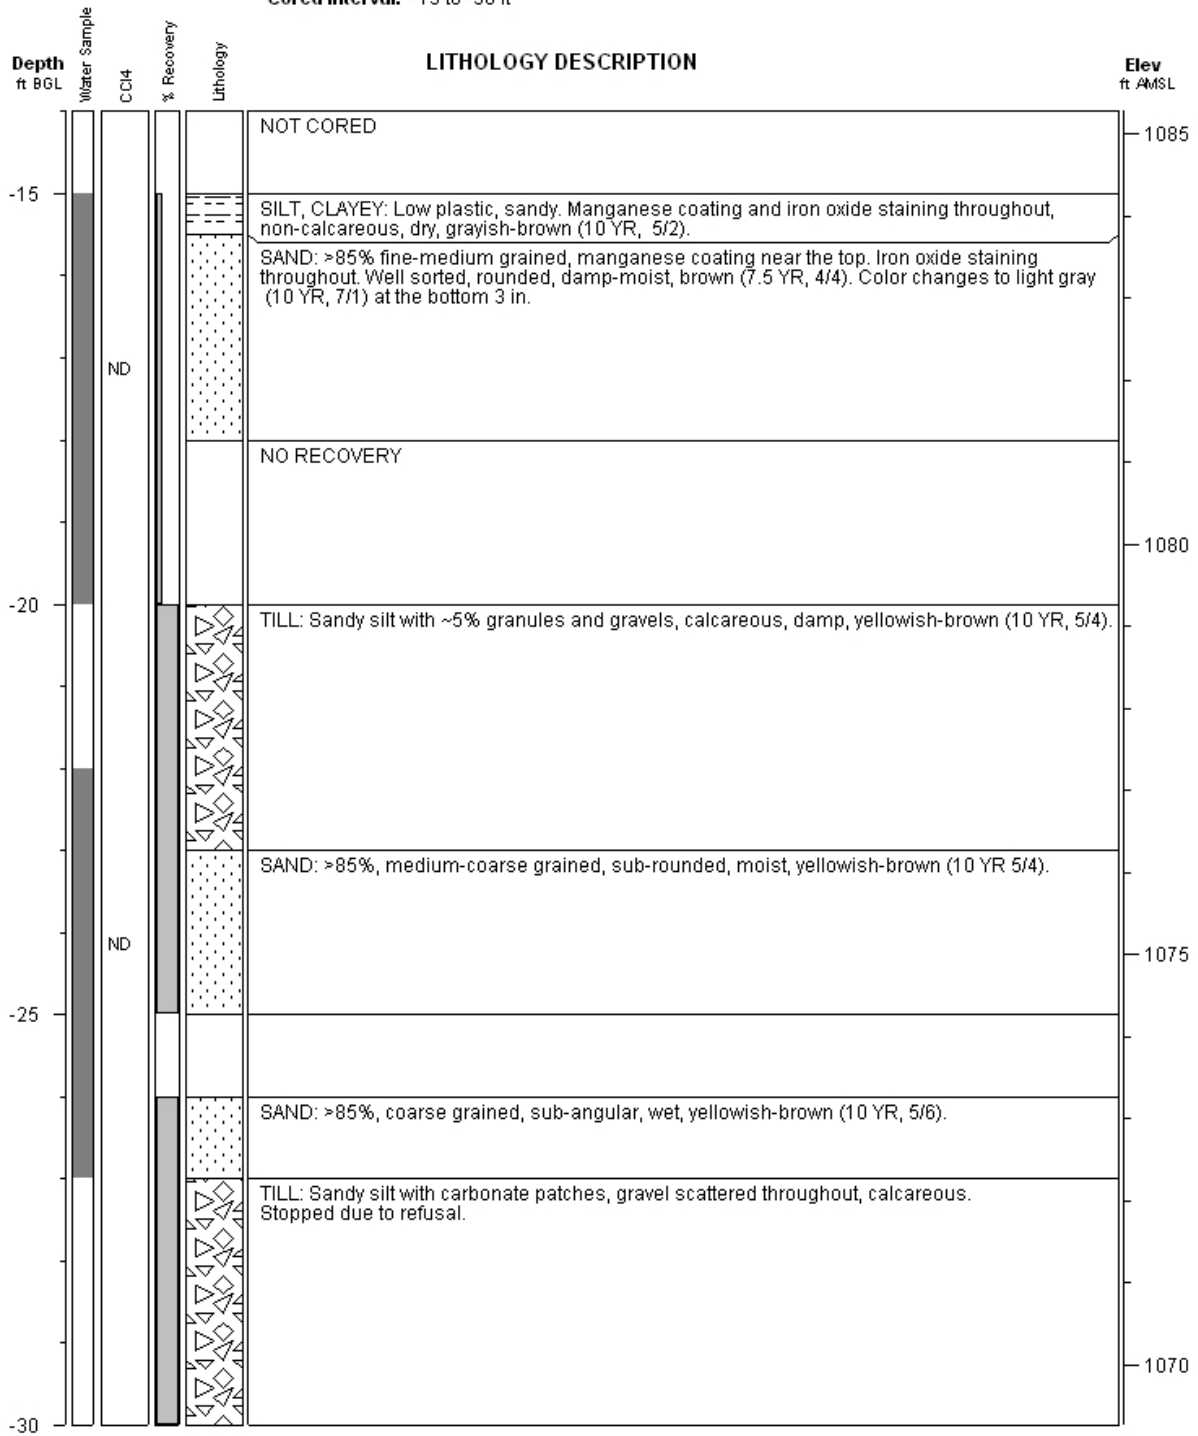 Cored Interval: -15 to -30 ft
Depth
ft BGL
Water Sample
CCl4
% Recovery
Lithology
LITHOLOGY DESCRIPTION
Elev
ft AMSL
NOT CORED
1085
-15
SILT, CLAYEY: Low plastic, sandy. Manganese coating and iron oxide staining throughout,
non-calcareous, dry, grayish-brown (10 YR, 5/2).
SAND: >85% fine-medium grained, manganese coating near the top. Iron oxide staining
throughout. Well sorted, rounded, damp-moist, brown (7.5 YR, 4/4). Color changes to light gray
(10 YR, 7/1) at the bottom 3 in.
ND
NO RECOVERY
1080
-20
TILL: Sandy silt with ~5% granules and gravels, calcareous, damp, yellowish-brown (10 YR, 5/4).
SAND: >85%, medium-coarse grained, sub-rounded, moist, yellowish-brown (10 YR 5/4).
ND
1075
-25
SAND: >85%, coarse grained, sub-angular, wet, yellowish-brown (10 YR, 5/6).
TILL: Sandy silt with carbonate patches, gravel scattered throughout, calcareous.
Stopped due to refusal.
1070
-30